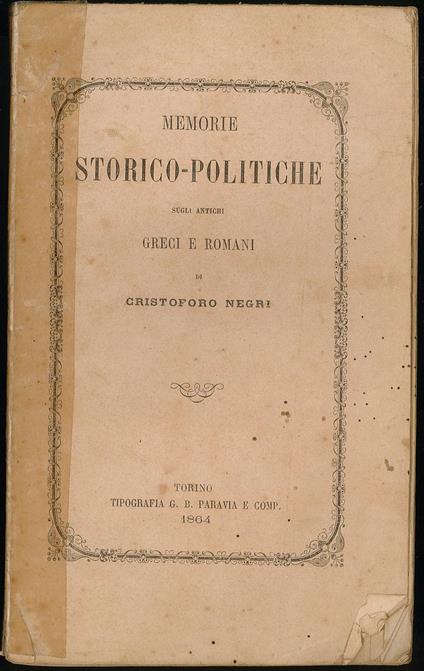 MEMORIE
STORICO-POLITICHE
SUGLI ANTICHI
GRECI E ROMANI
DI
CRISTOFORO NEGRI
TORINO
TIPOGRAFIA G. B. PARAVIA E COMP.
1864